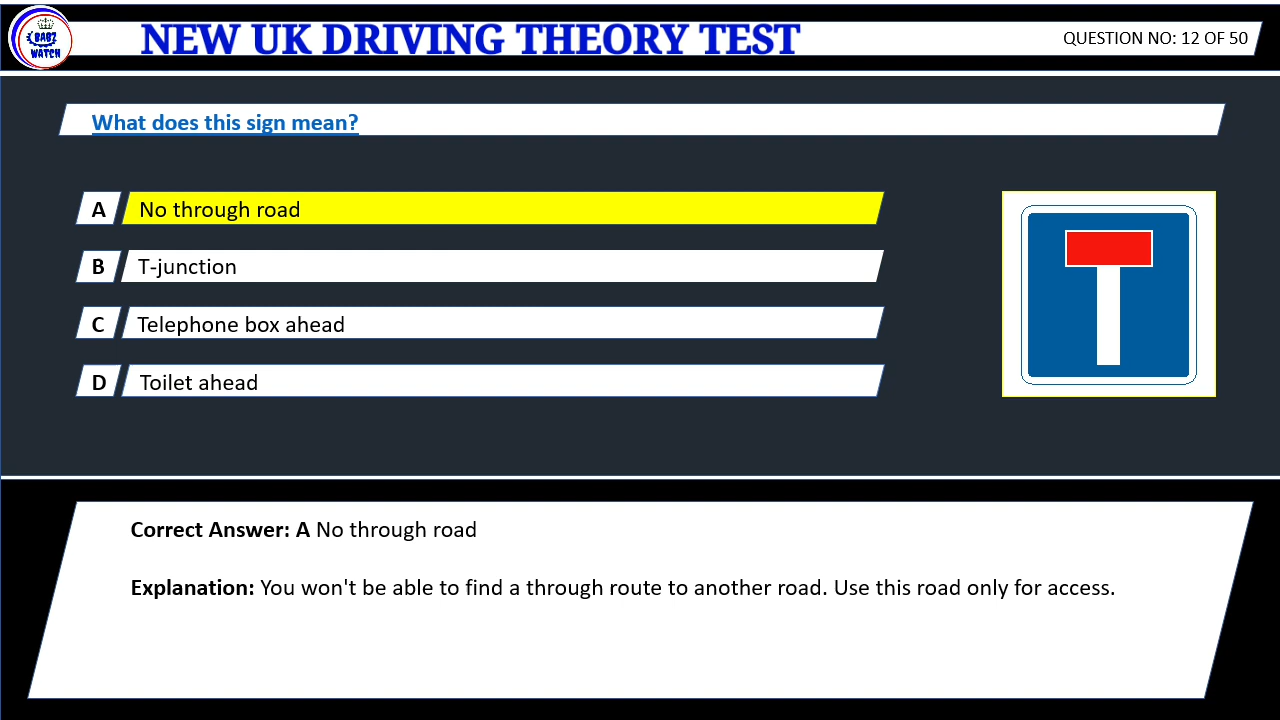 BABZ
WATCH
NEW UK DRIVING THEORY TEST
QUESTION NO: 12 OF 50
What does this sign mean?
A No through road
B T-junction
C Telephone box ahead
D Toilet ahead
Correct Answer: A No through road
Explanation: You won't be able to find a through route to another road. Use this road only for access.